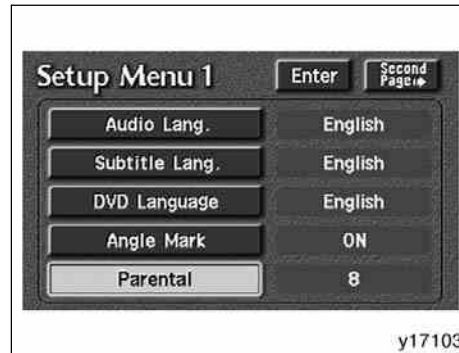 Setup Menu 1
Enter
Second
Page
Audio Lang. English
Subtitle Lang. English
DVD Language English
Angle Mark ON
Parental 8
y17103